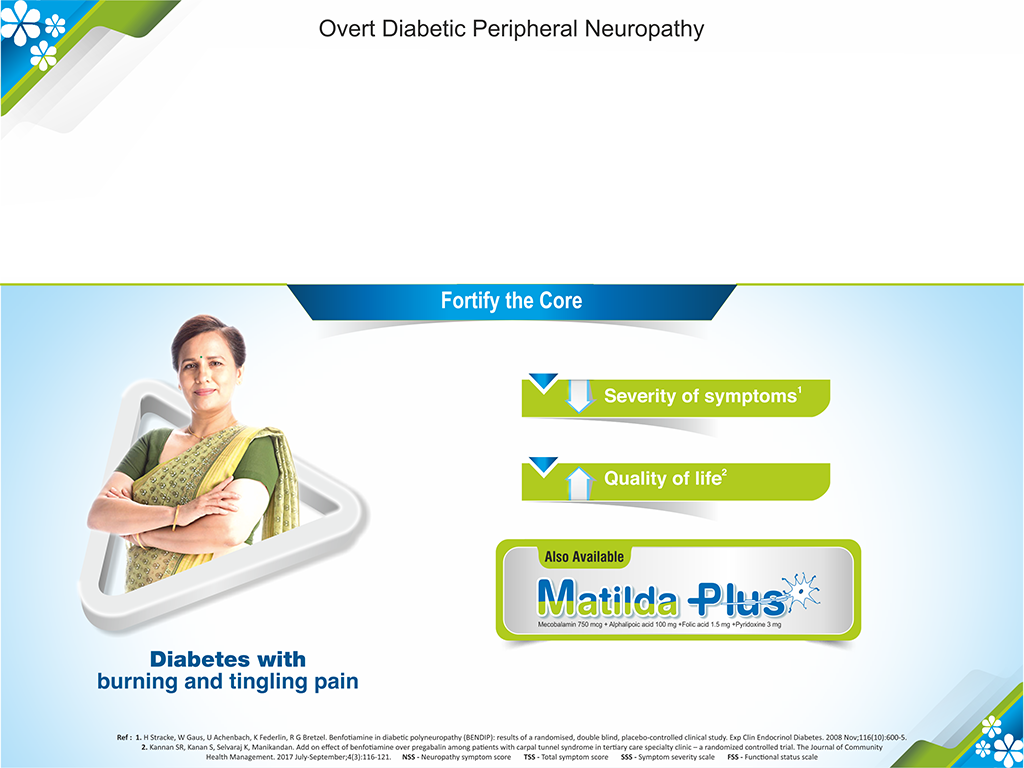 Overt Diabetic Peripheral Neuropathy
Fortify the Core
Severity of symptoms1
Quality of life2
Also Available
Matilda Plus
Mecobalamin 750 mcg + Alphalipoic acid 100 mg +Folic acid 1.5 mg +Pyridoxine 3 mg
Diabetes with
burning and tingling pain
Ref : 1. H Stracke, W Gaus, U Achenbach, K Federlin, R G Bretzel. Benfotiamine in diabetic polyneuropathy (BENDIP): results of a randomised, double blind, placebo-controlled clinical study. Exp Clin Endocrinol Diabetes. 2008 Nov;116(10):600-5.
2. Kannan SR, Kanan S, Selvaraj K, Manikandan. Add on effect of benfotiamine over pregabalin among patients with carpal tunnel syndrome in tertiary care specialty clinic – a randomized controlled trial. The Journal of Community
Health Management. 2017 July-September;4(3):116-121. NSS - Neuropathy symptom score TSS - Total symptom score SSS - Symptom severity scale FSS - Functional status scale